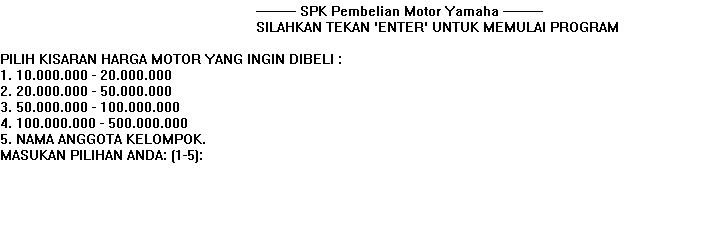 ——— SPK Pembelian Motor Yamaha ———
SILAHKAN TEKAN 'ENTER' UNTUK MEMULAI PROGRAM
PILIH KISARAN HARGA MOTOR YANG INGIN DIBELI :
1. 10.000.000 - 20.000.000
2. 20.000.000 - 50.000.000
3. 50.000.000 - 100.000.000
4. 100.000.000 - 500.000.000
5. NAMA ANGGOTA KELOMPOK.
MASUKAN PILIHAN ANDA: (1-5):